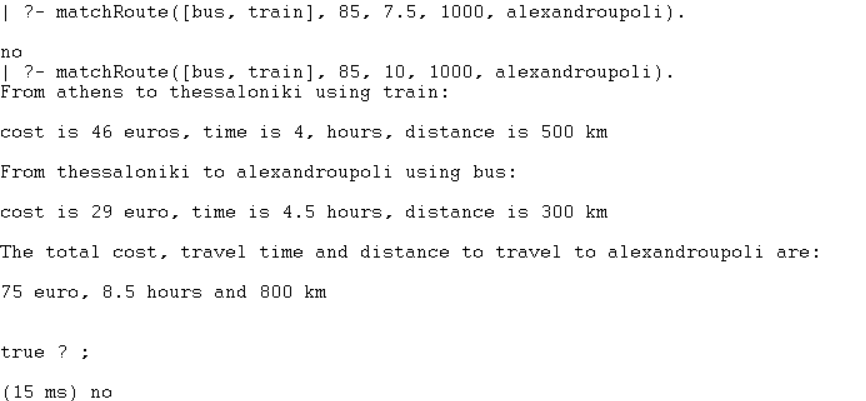 | ?- matchRoute([bus, train], 85, 7.5, 1000, alexandroupoli).
no
| ?- matchRoute([bus, train], 85, 10, 1000, alexandroupoli).
From athens to thessaloniki using train:
cost is 46 euros, time is 4, hours, distance is 500 km
From thessaloniki to alexandroupoli using bus:
cost is 29 euro, time is 4.5 hours, distance is 300 km
The total cost, travel time and distance to travel to alexandroupoli are:
75 euro, 8.5 hours and 800 km
true ? ;
(15 ms) no